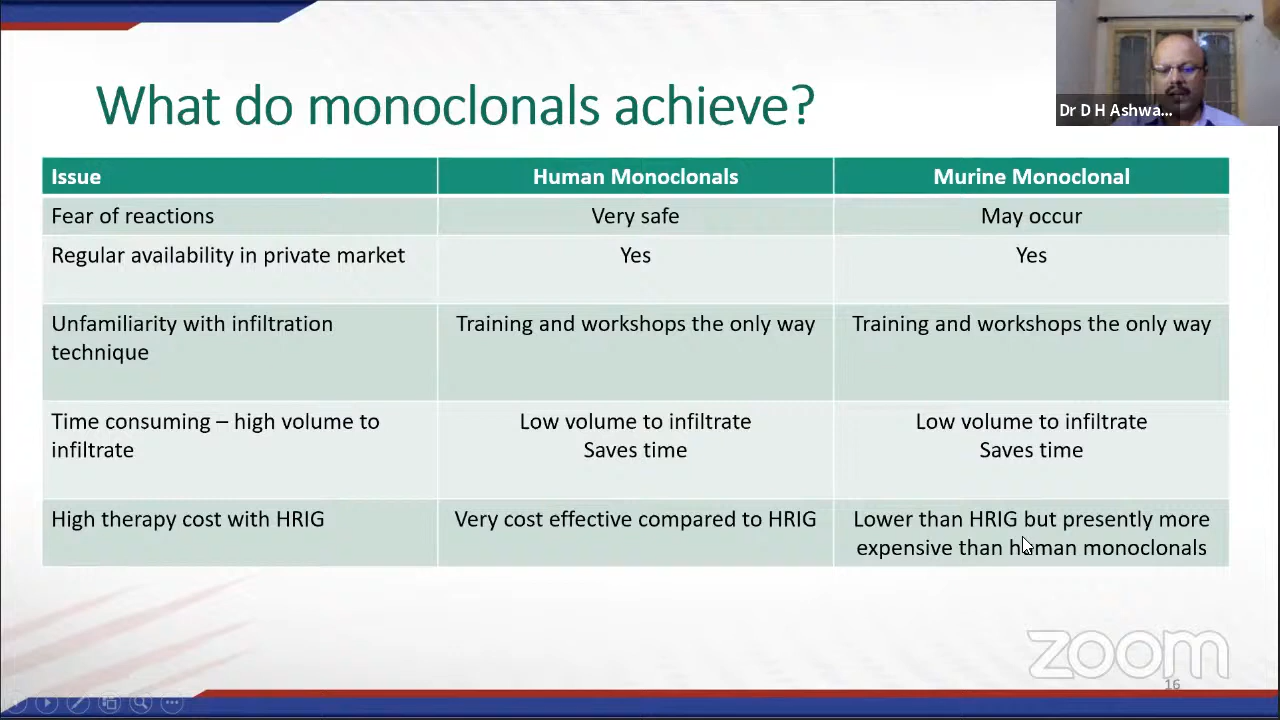 Dr D H Ashwa...
What do monoclonals achieve?
Issue Human Monoclonals Murine Monoclonal
Fear of reactions Very safe May occur
Regular availability in private market Yes Yes
Unfamiliarity with infiltration Training and workshops the only way Training and workshops the only way
technique
Time consuming – high volume to Low volume to infiltrate Low volume to infiltrate
infiltrate Saves time Saves time
High therapy cost with HRIG Very cost effective compared to HRIG Lower than HRIG but presently more
expensive than human monoclonals
zoom
16